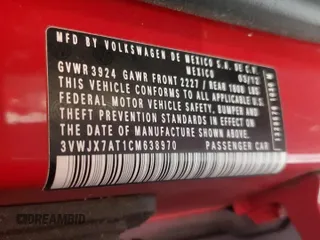 MFD BY VOLKSWAGEN DE MEXICO S.A. DE C.V.
MEXICO
GVWR 3924 GAWR FRONT 2227 / REAR 1808 LBS
THIS VEHICLE CONFORMS TO ALL APPLICABLE U.S.
FEDERAL MOTOR VEHICLE SAFETY, BUMPER AND
THEFT PREVENTION STANDARDS IN EFFECT ON
THE DATE OF MANUFACTURE SHOWN ABOVE
3VWJX7AT1CM638970 PASSENGER CAR
DREAMBID